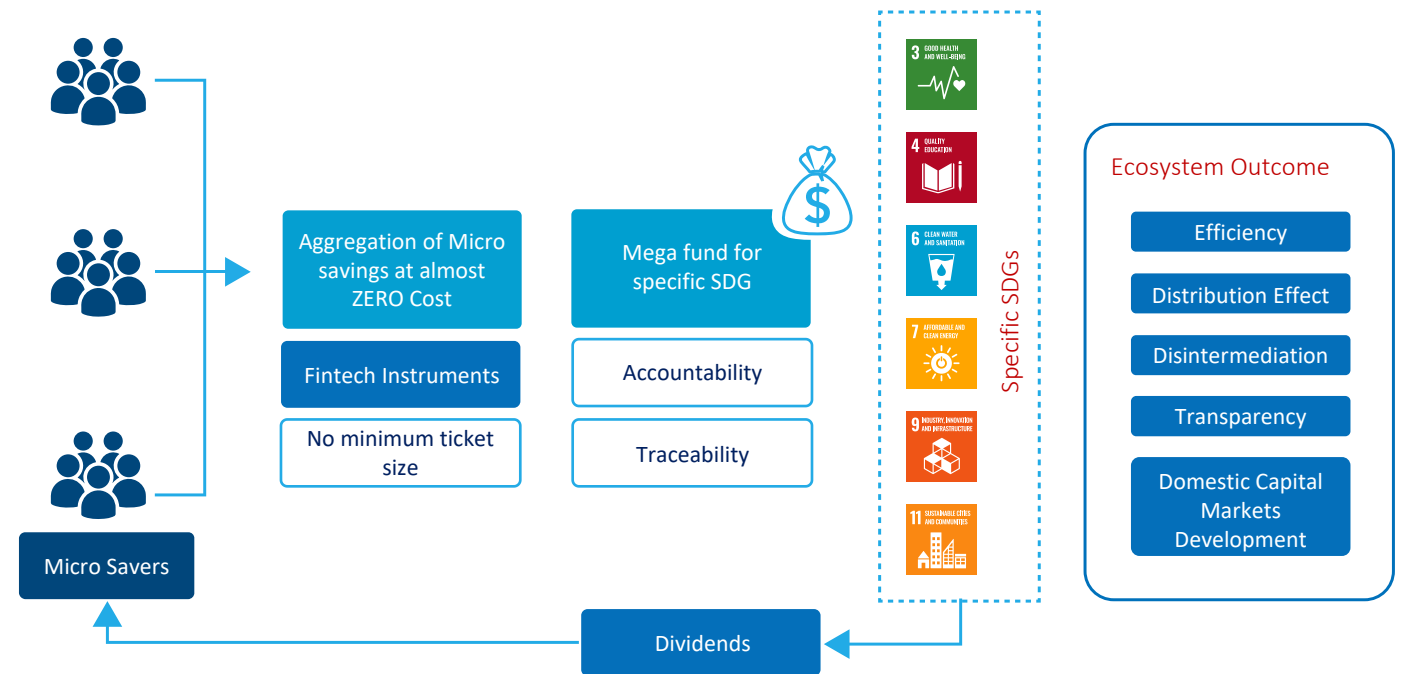 Micro Savers
Aggregation of Micro
savings at almost
ZERO Cost
Fintech Instruments
No minimum ticket
size
$
Mega fund for
specific SDG
Accountability
Traceability
3 GOOD HEALTH
AND WELL-BEING
4 QUALITY
EDUCATION
6 CLEAN WATER
AND SANITATION
7 AFFORDABLE AND
CLEAN ENERGY
9 INDUSTRY, INNOVATION
AND INFRASTRUCTURE
11 SUSTAINABLE CITIES
AND COMMUNITIES
Specific SDGs
Dividends
Ecosystem Outcome
Efficiency
Distribution Effect
Disintermediation
Transparency
Domestic Capital
Markets
Development